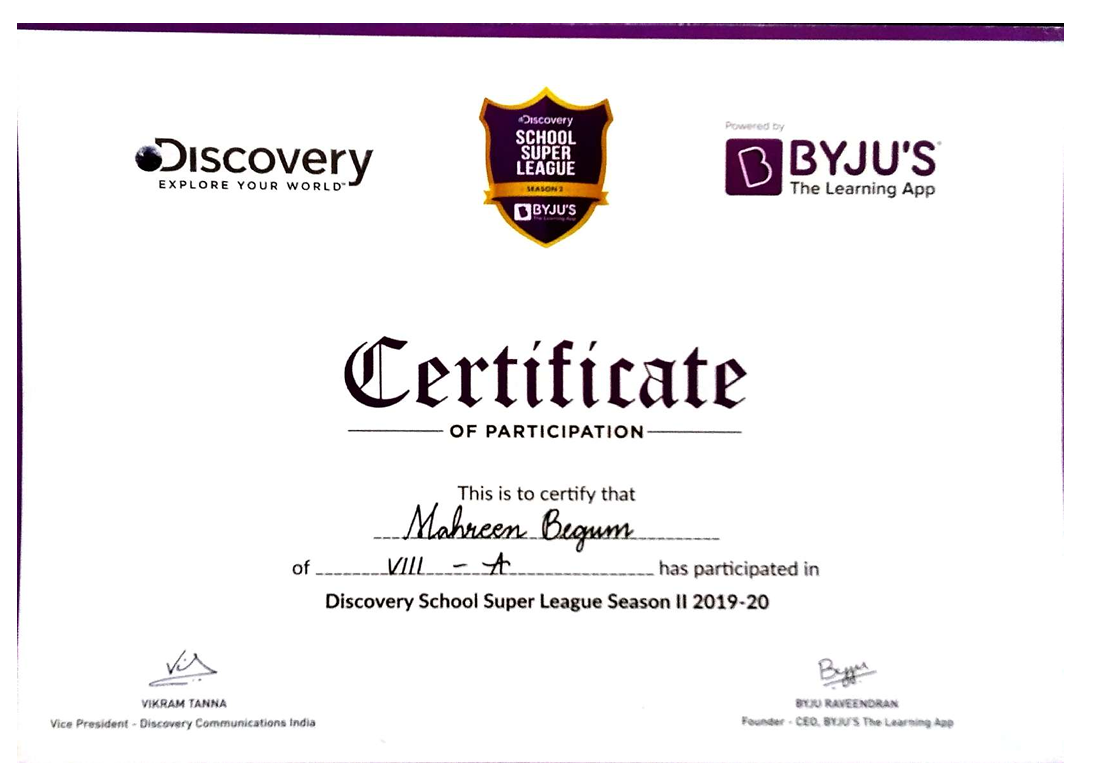 Discovery
EXPLORE YOUR WORLD™
Discovery
SCHOOL
SUPER
LEAGUE
SEASON 2
BYJU'S
The Learning App
Powered by
BYJU'S
The Learning App
Certificate
OF PARTICIPATION
This is to certify that
Mahreen Begum
of VIII - A has participated in
Discovery School Super League Season II 2019-20
VIKRAM TANNA
Vice President - Discovery Communications India
Byju
BYJU RAVEENDRAN
Founder - CEO, BYJU'S The Learning App